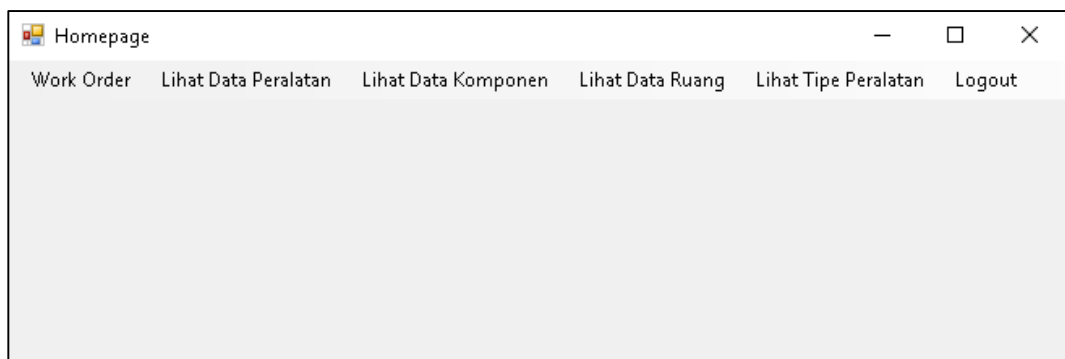 Homepage
Work Order Lihat Data Peralatan Lihat Data Komponen Lihat Data Ruang Lihat Tipe Peralatan Logout